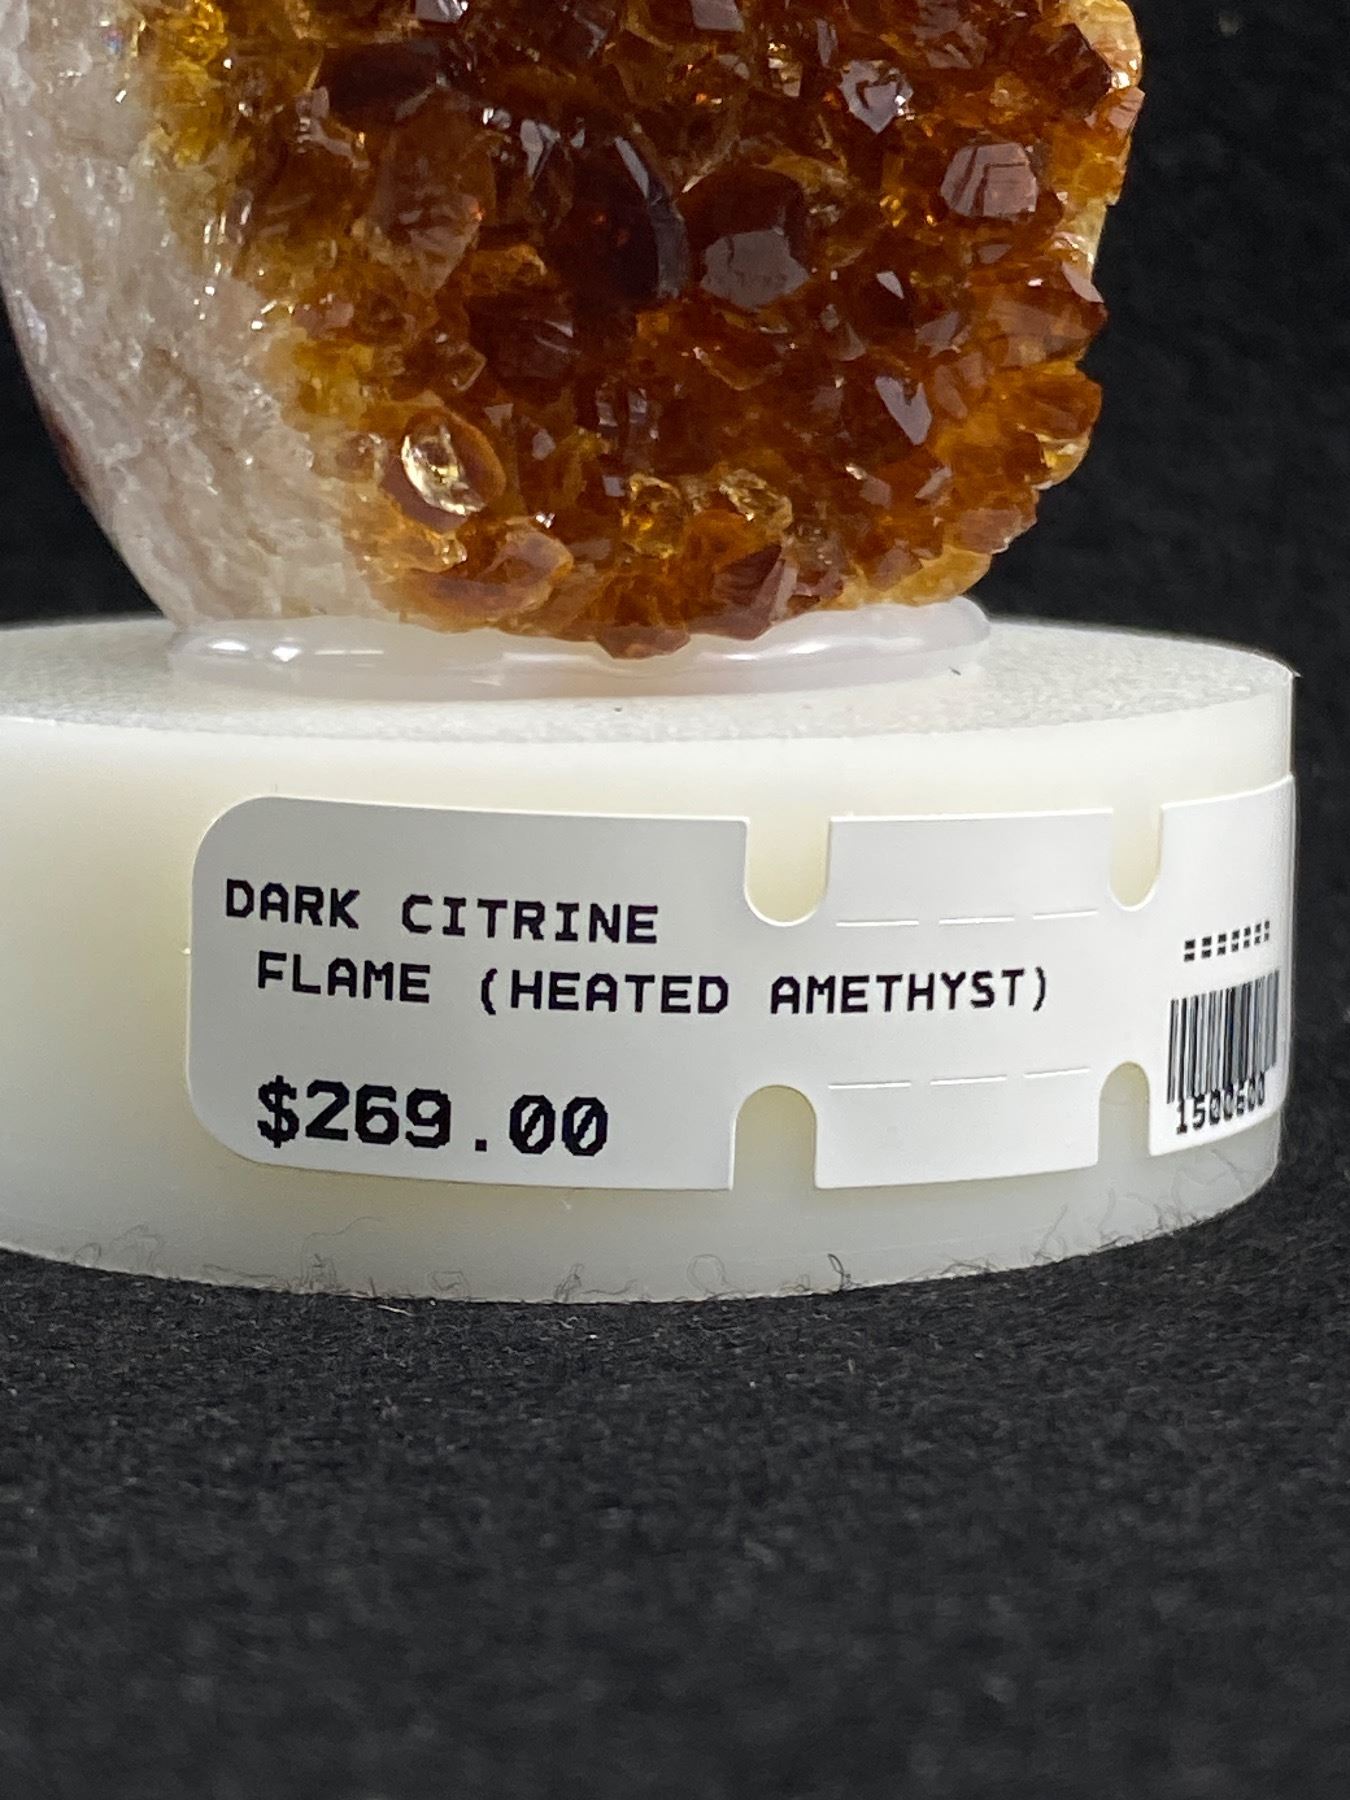 DARK CITRINE
FLAME (HEATED AMETHYST)
$269.00